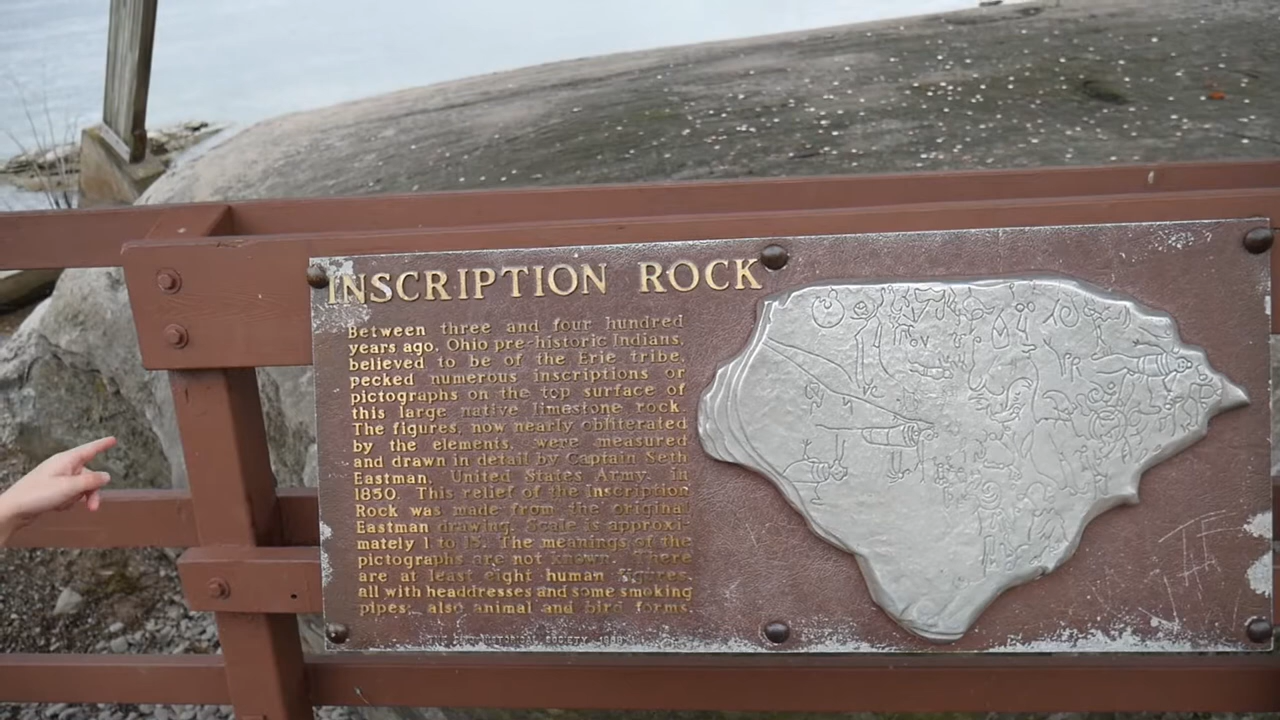 INSCRIPTION ROCK
Between three and four hundred
years ago, Ohio pre-historic Indians,
believed to be of the Erie tribe,
pecked numerous inscriptions or
pictographs on the top surface of
this large native limestone rock.
The figures, now nearly obliterated
by the elements, were measured
and drawn in detail by Captain Seth
Eastman, United States Army, in
1850. This relief of the Inscription
Rock was made from the original
Eastman drawing. Scale is approxi-
mately 1 to 15. The meanings of the
pictographs are not known. There
are at least eight human figures,
all with headdresses and some smoking
pipes; also animal and bird forms.
HISTORICAL SOCIETY